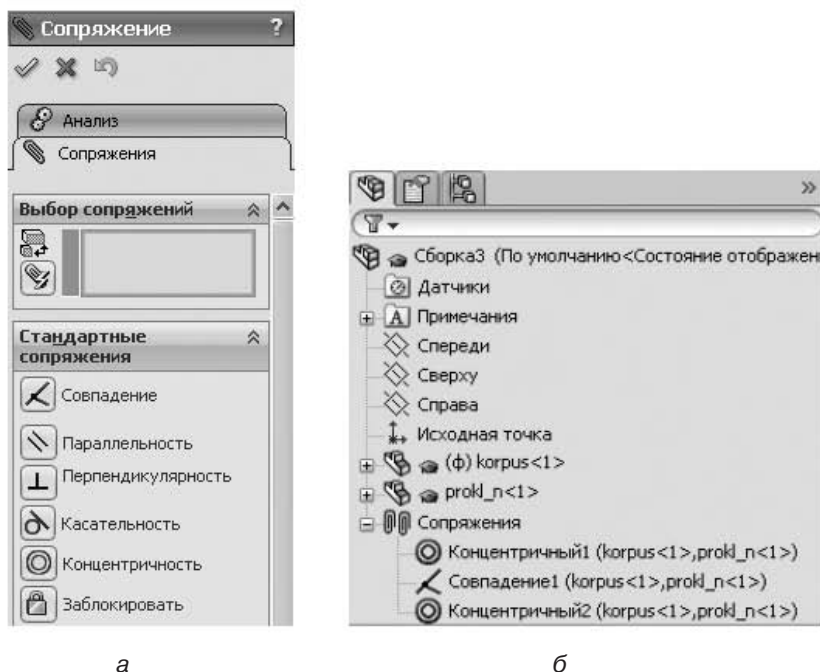 Сопряжение ?
Анализ
Сопряжения
Выбор сопряжений
Стандартные
сопряжения
Совпадение
Параллельность
Перпендикулярность
Касательность
Концентричность
Заблокировать
а
»
Сборка3 (По умолчанию<Состояние отображен
Датчики
A Примечания
Спереди
Сверху
Справа
Исходная точка
(ф) korpus<1>
prokl_n<1>
Сопряжения
Концентричный1 (korpus<1>,prokl_n<1>)
Совпадение1 (korpus<1>,prokl_n<1>)
Концентричный2 (korpus<1>,prokl_n<1>)
б